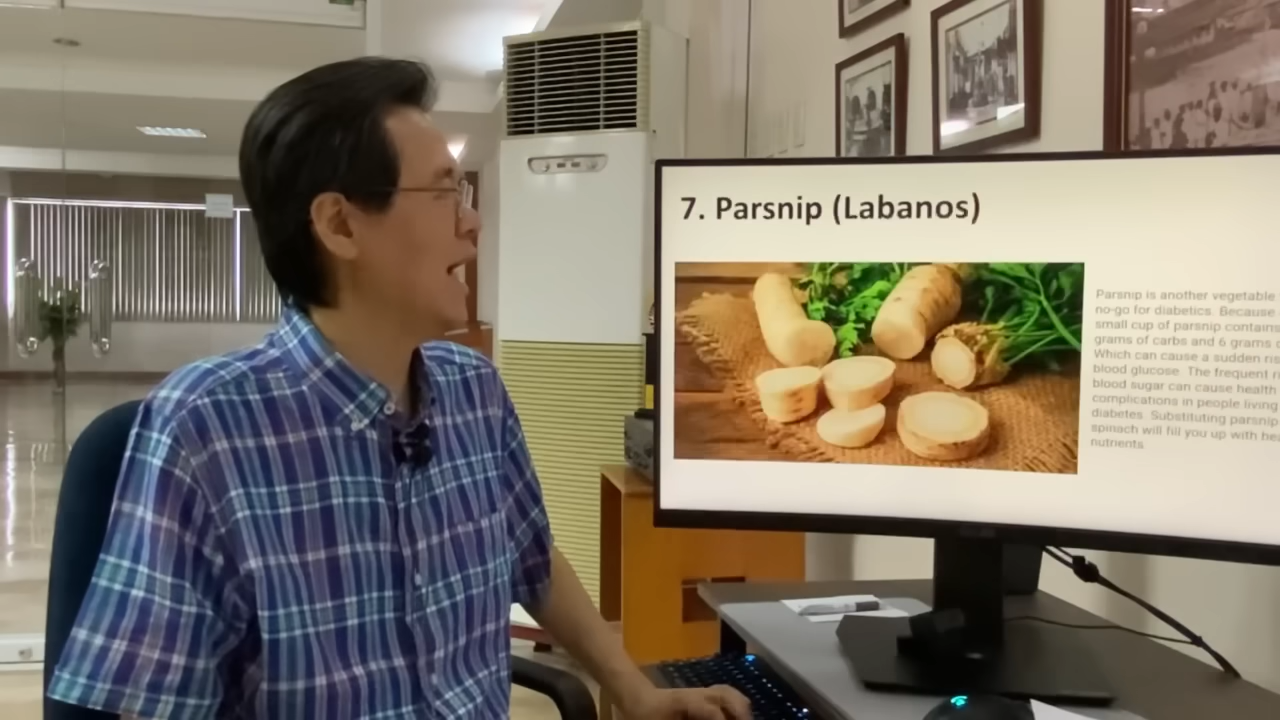 7. Parsnip (Labanos)
Parsnip is another vegetable
no-go for diabetics. Because
small cup of parsnip contains
grams of carbs and 6 grams
Which can cause a sudden
blood glucose. The frequent
blood sugar can cause health
complications in people living
diabetes. Substituting parsnip
spinach will fill you up with
nutrients